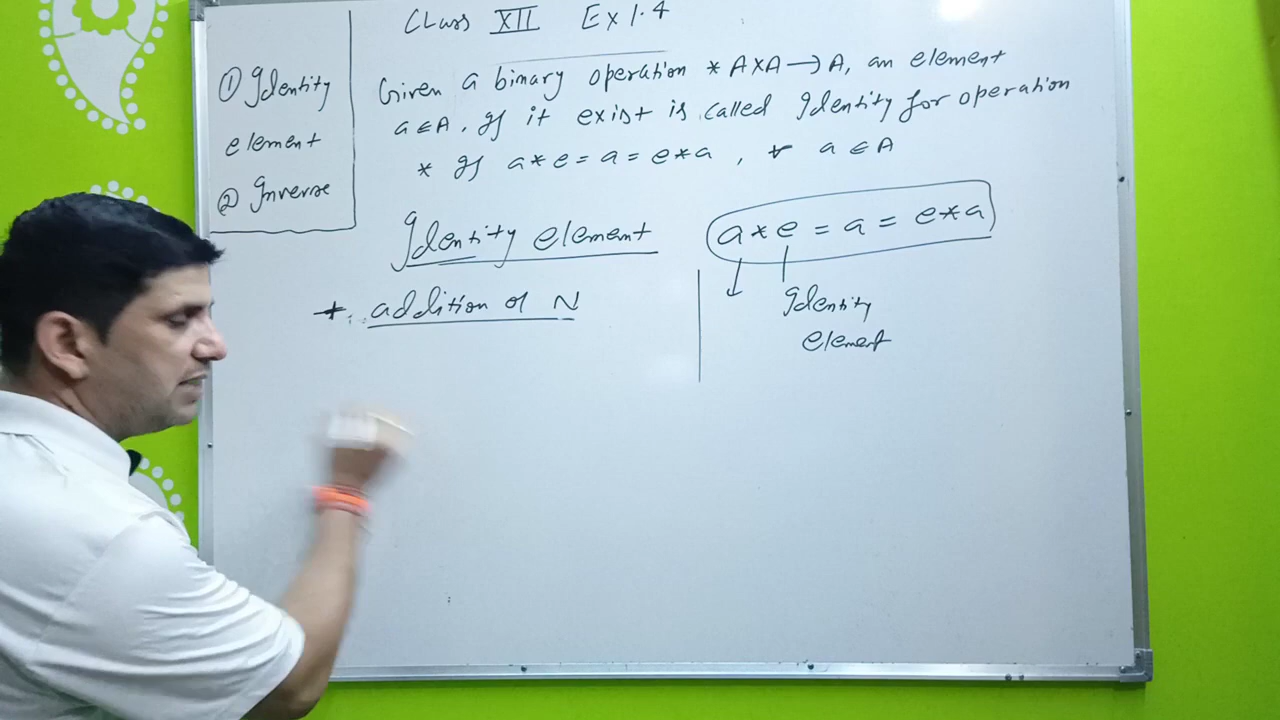 Class XII Ex 1.4
① Identity
element
② Inverse
Given a binary operation * A×A→A, an element
a∈A, If it exist is called Identity for operation
* If a*e=a=e*a, ∀ a∈A
Identity element
a*e=a=e*a
Identity
element
*: addition of N